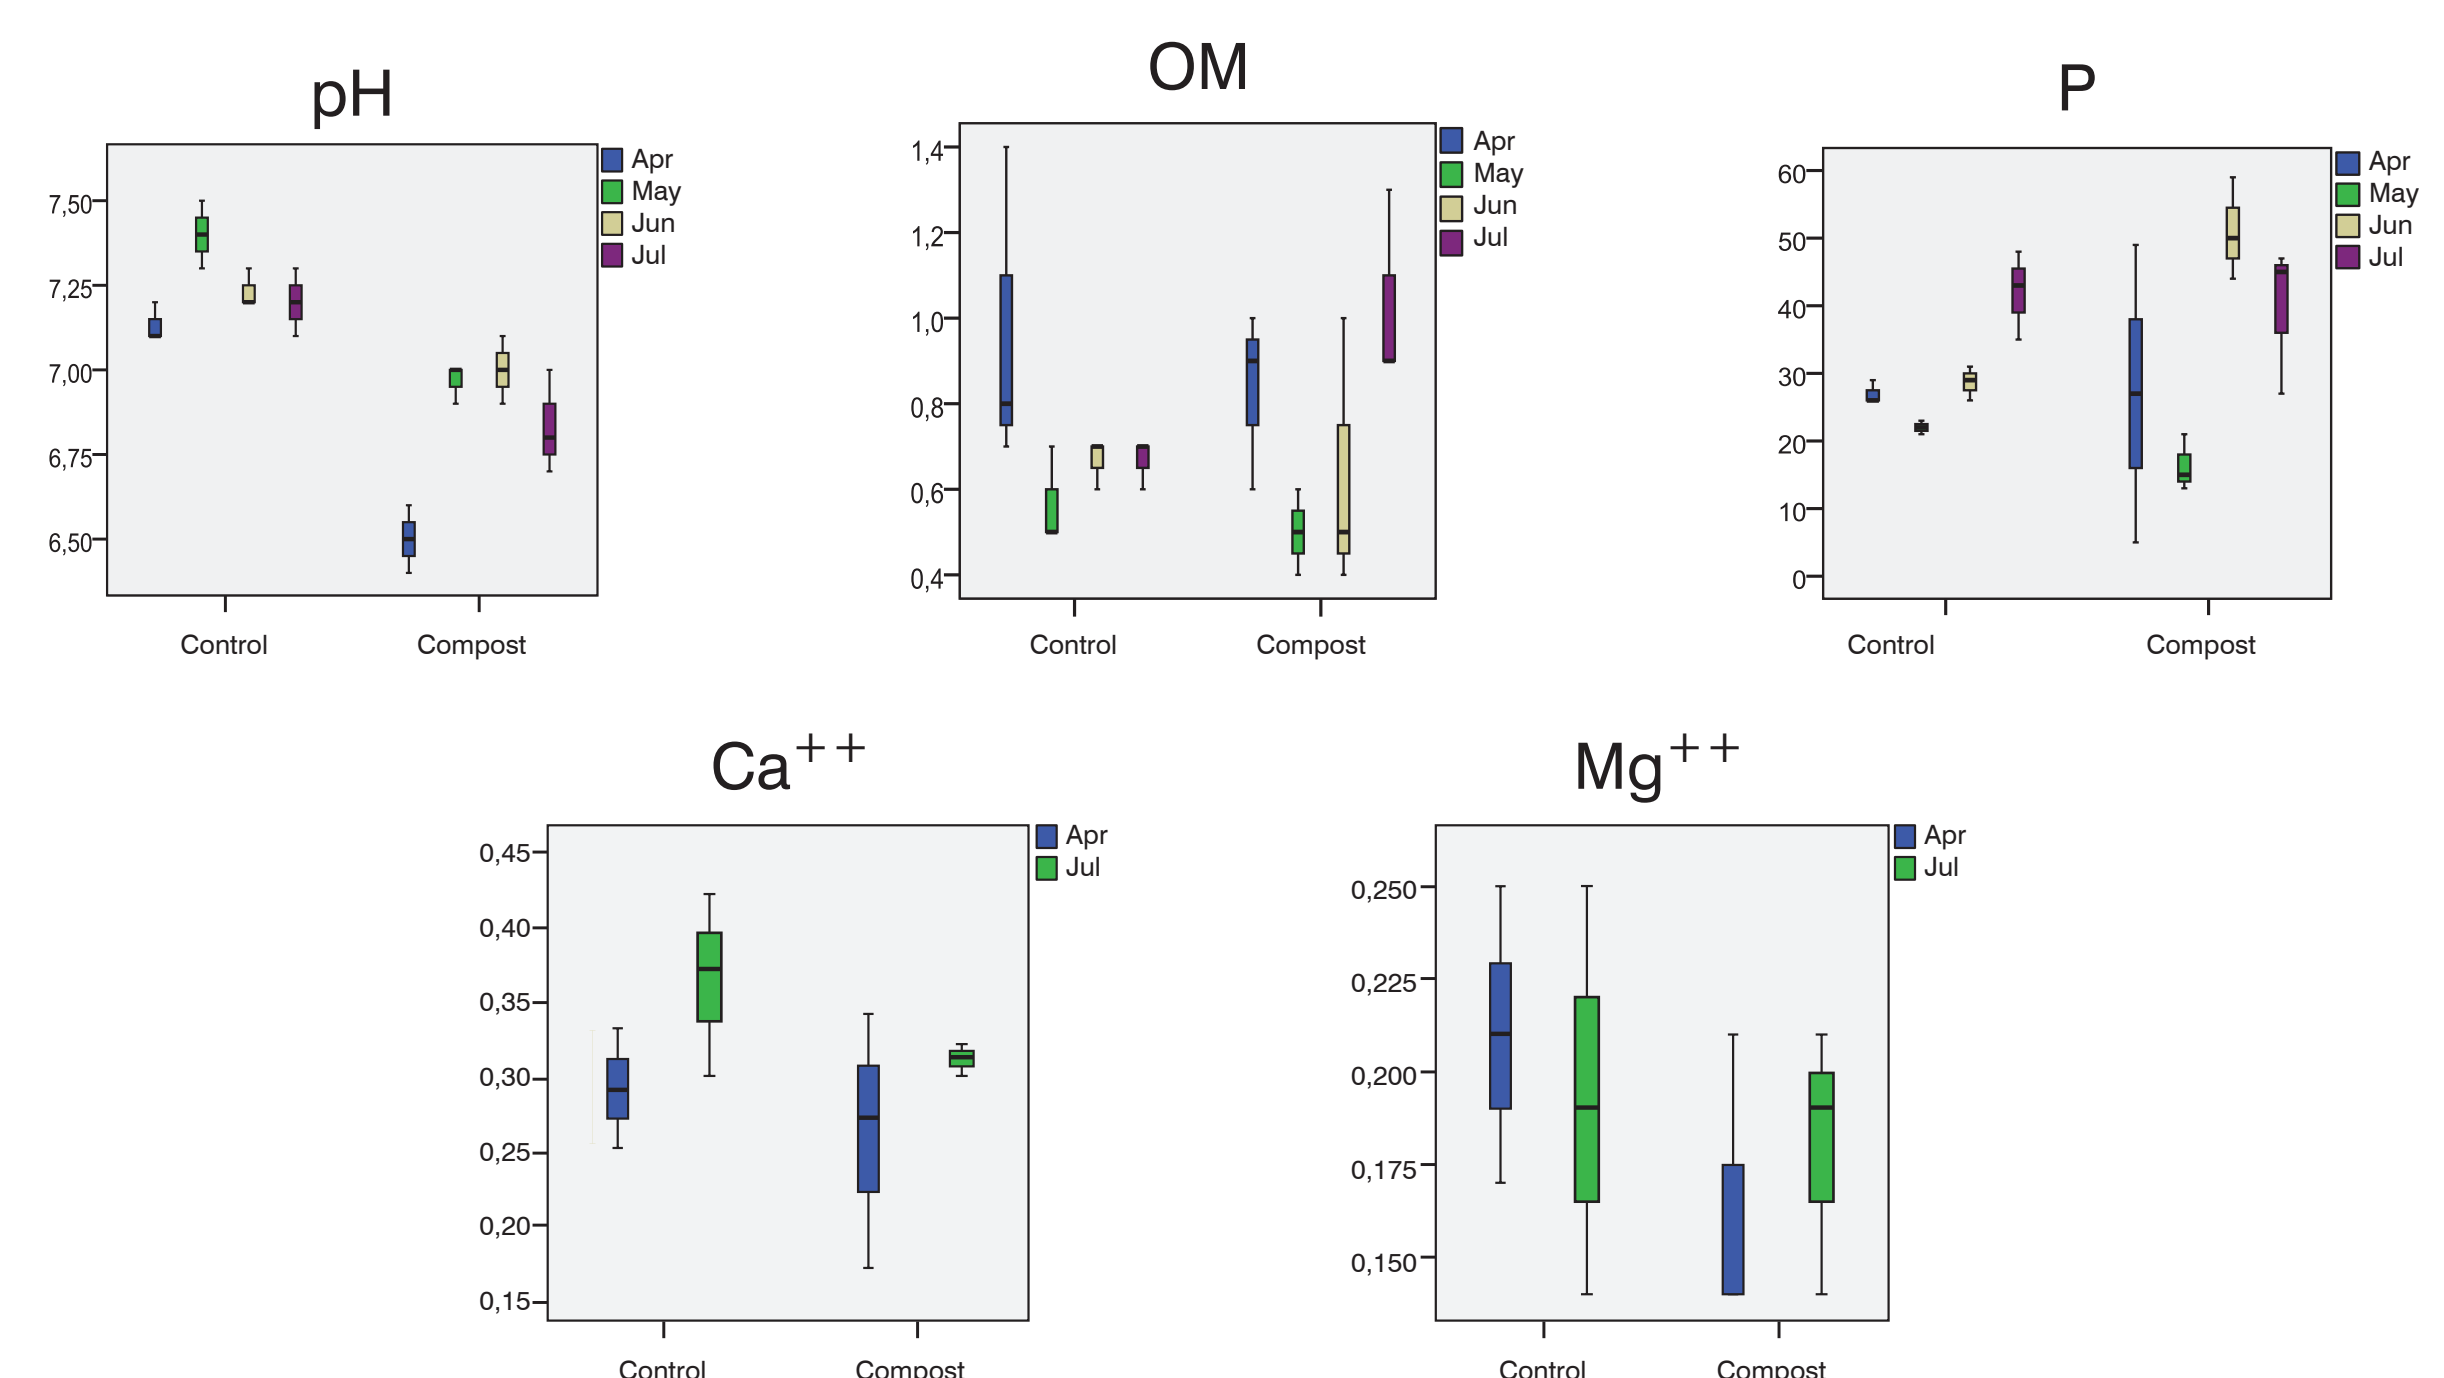 pH
7,50
7,25
7,00
6,75
6,50
Control Compost
Apr
May
Jun
Jul
OM
1,4
1,2
1,0
0,8
0,6
0,4
Control Compost
Apr
May
Jun
Jul
P
60
50
40
30
20
10
0
Control Compost
Apr
May
Jun
Jul
Ca++
0,45
0,40
0,35
0,30
0,25
0,20
0,15
Control Compost
Apr
Jul
Mg++
0,250
0,225
0,200
0,175
0,150
Control Compost
Apr
Jul